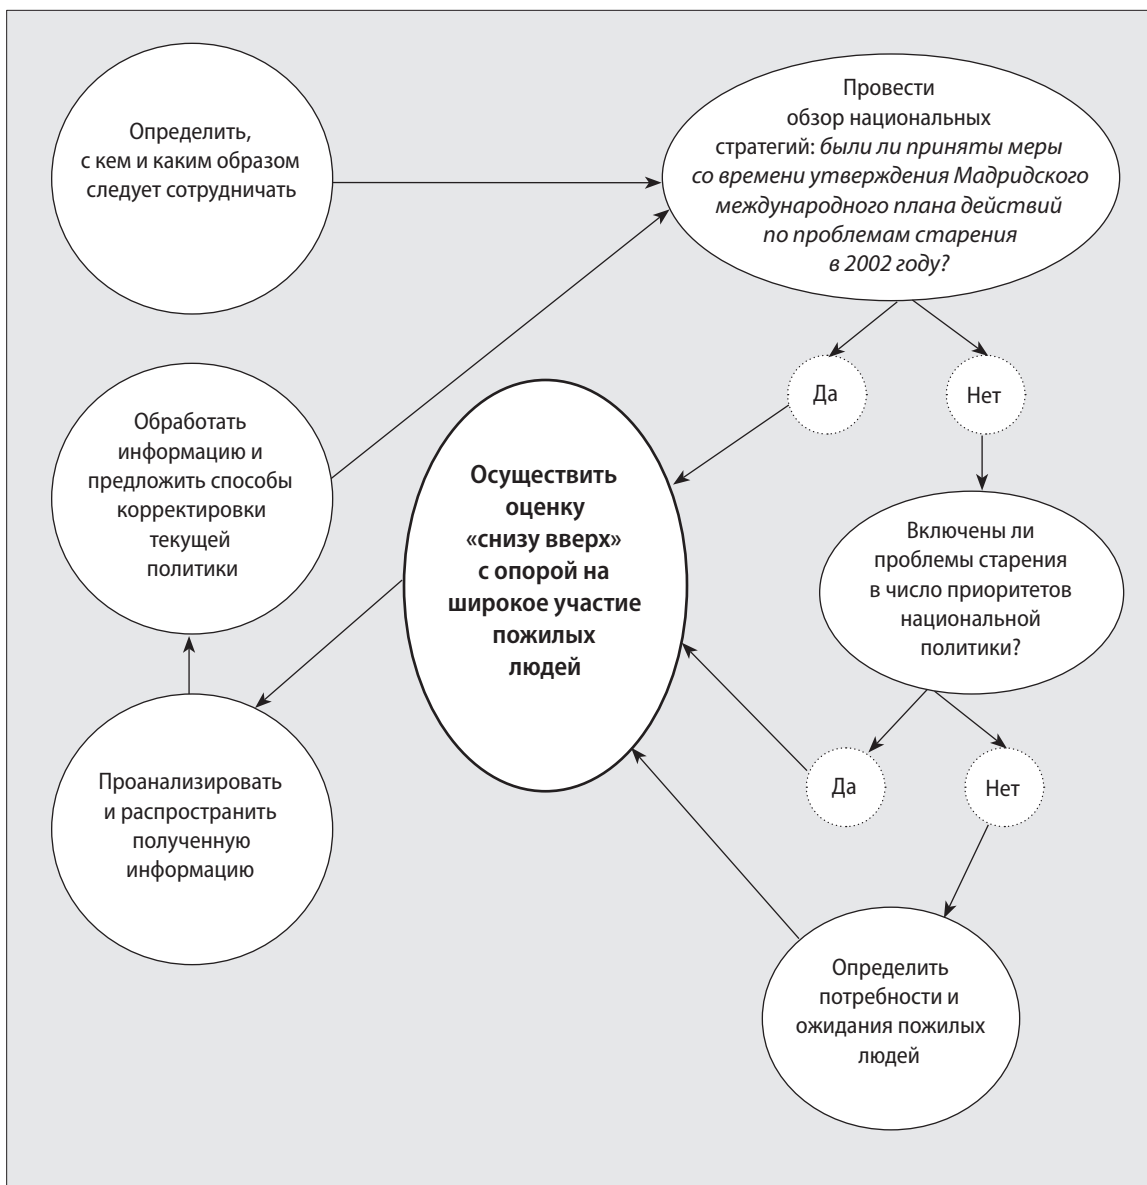 Определить,
с кем и каким образом
следует сотрудничать
Провести
обзор национальных
стратегий: были ли приняты меры
со времени утверждения Мадридского
международного плана действий
по проблемам старения
в 2002 году?
Да
Нет
Обработать
информацию и
предложить способы
корректировки
текущей
политики
Осуществить
оценку
«снизу вверх»
с опорой на
широкое участие
пожилых
людей
Включены ли
проблемы старения
в число приоритетов
национальной
политики?
Проанализировать
и распространить
полученную
информацию
Да
Нет
Определить
потребности и
ожидания пожилых
людей